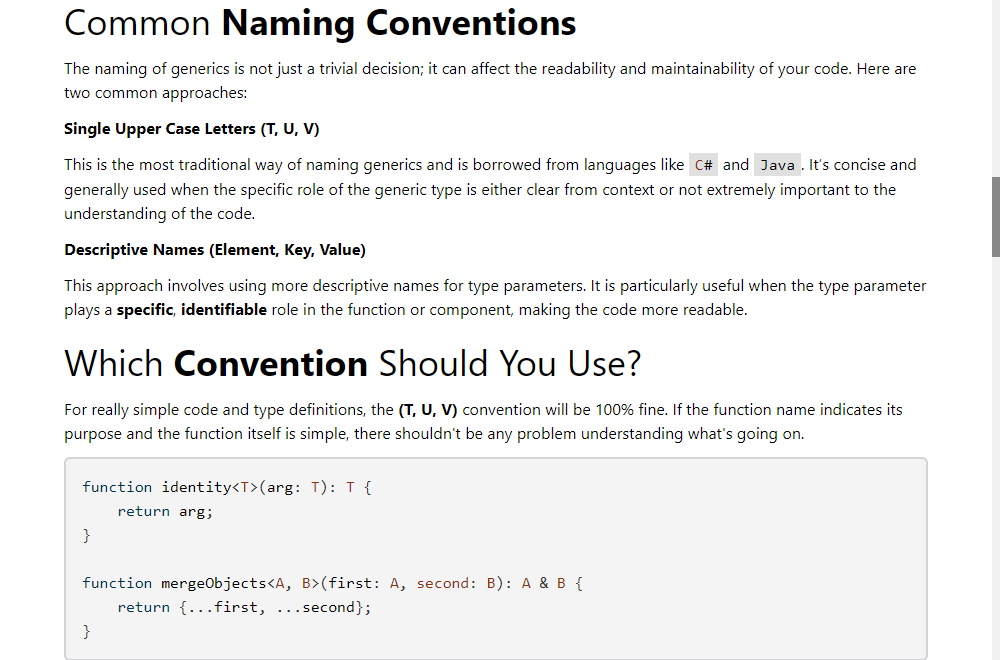 Common Naming Conventions
The naming of generics is not just a trivial decision; it can affect the readability and maintainability of your code. Here are
two common approaches:
Single Upper Case Letters (T, U, V)
This is the most traditional way of naming generics and is borrowed from languages like C# and Java. It's concise and
generally used when the specific role of the generic type is either clear from context or not extremely important to the
understanding of the code.
Descriptive Names (Element, Key, Value)
This approach involves using more descriptive names for type parameters. It is particularly useful when the type parameter
plays a specific, identifiable role in the function or component, making the code more readable.
Which Convention Should You Use?
For really simple code and type definitions, the (T, U, V) convention will be 100% fine. If the function name indicates its
purpose and the function itself is simple, there shouldn't be any problem understanding what's going on.
function identity<T>(arg: T): T {
    return arg;
}
function mergeObjects<A, B>(first: A, second: B): A & B {
    return {...first, ...second};
}